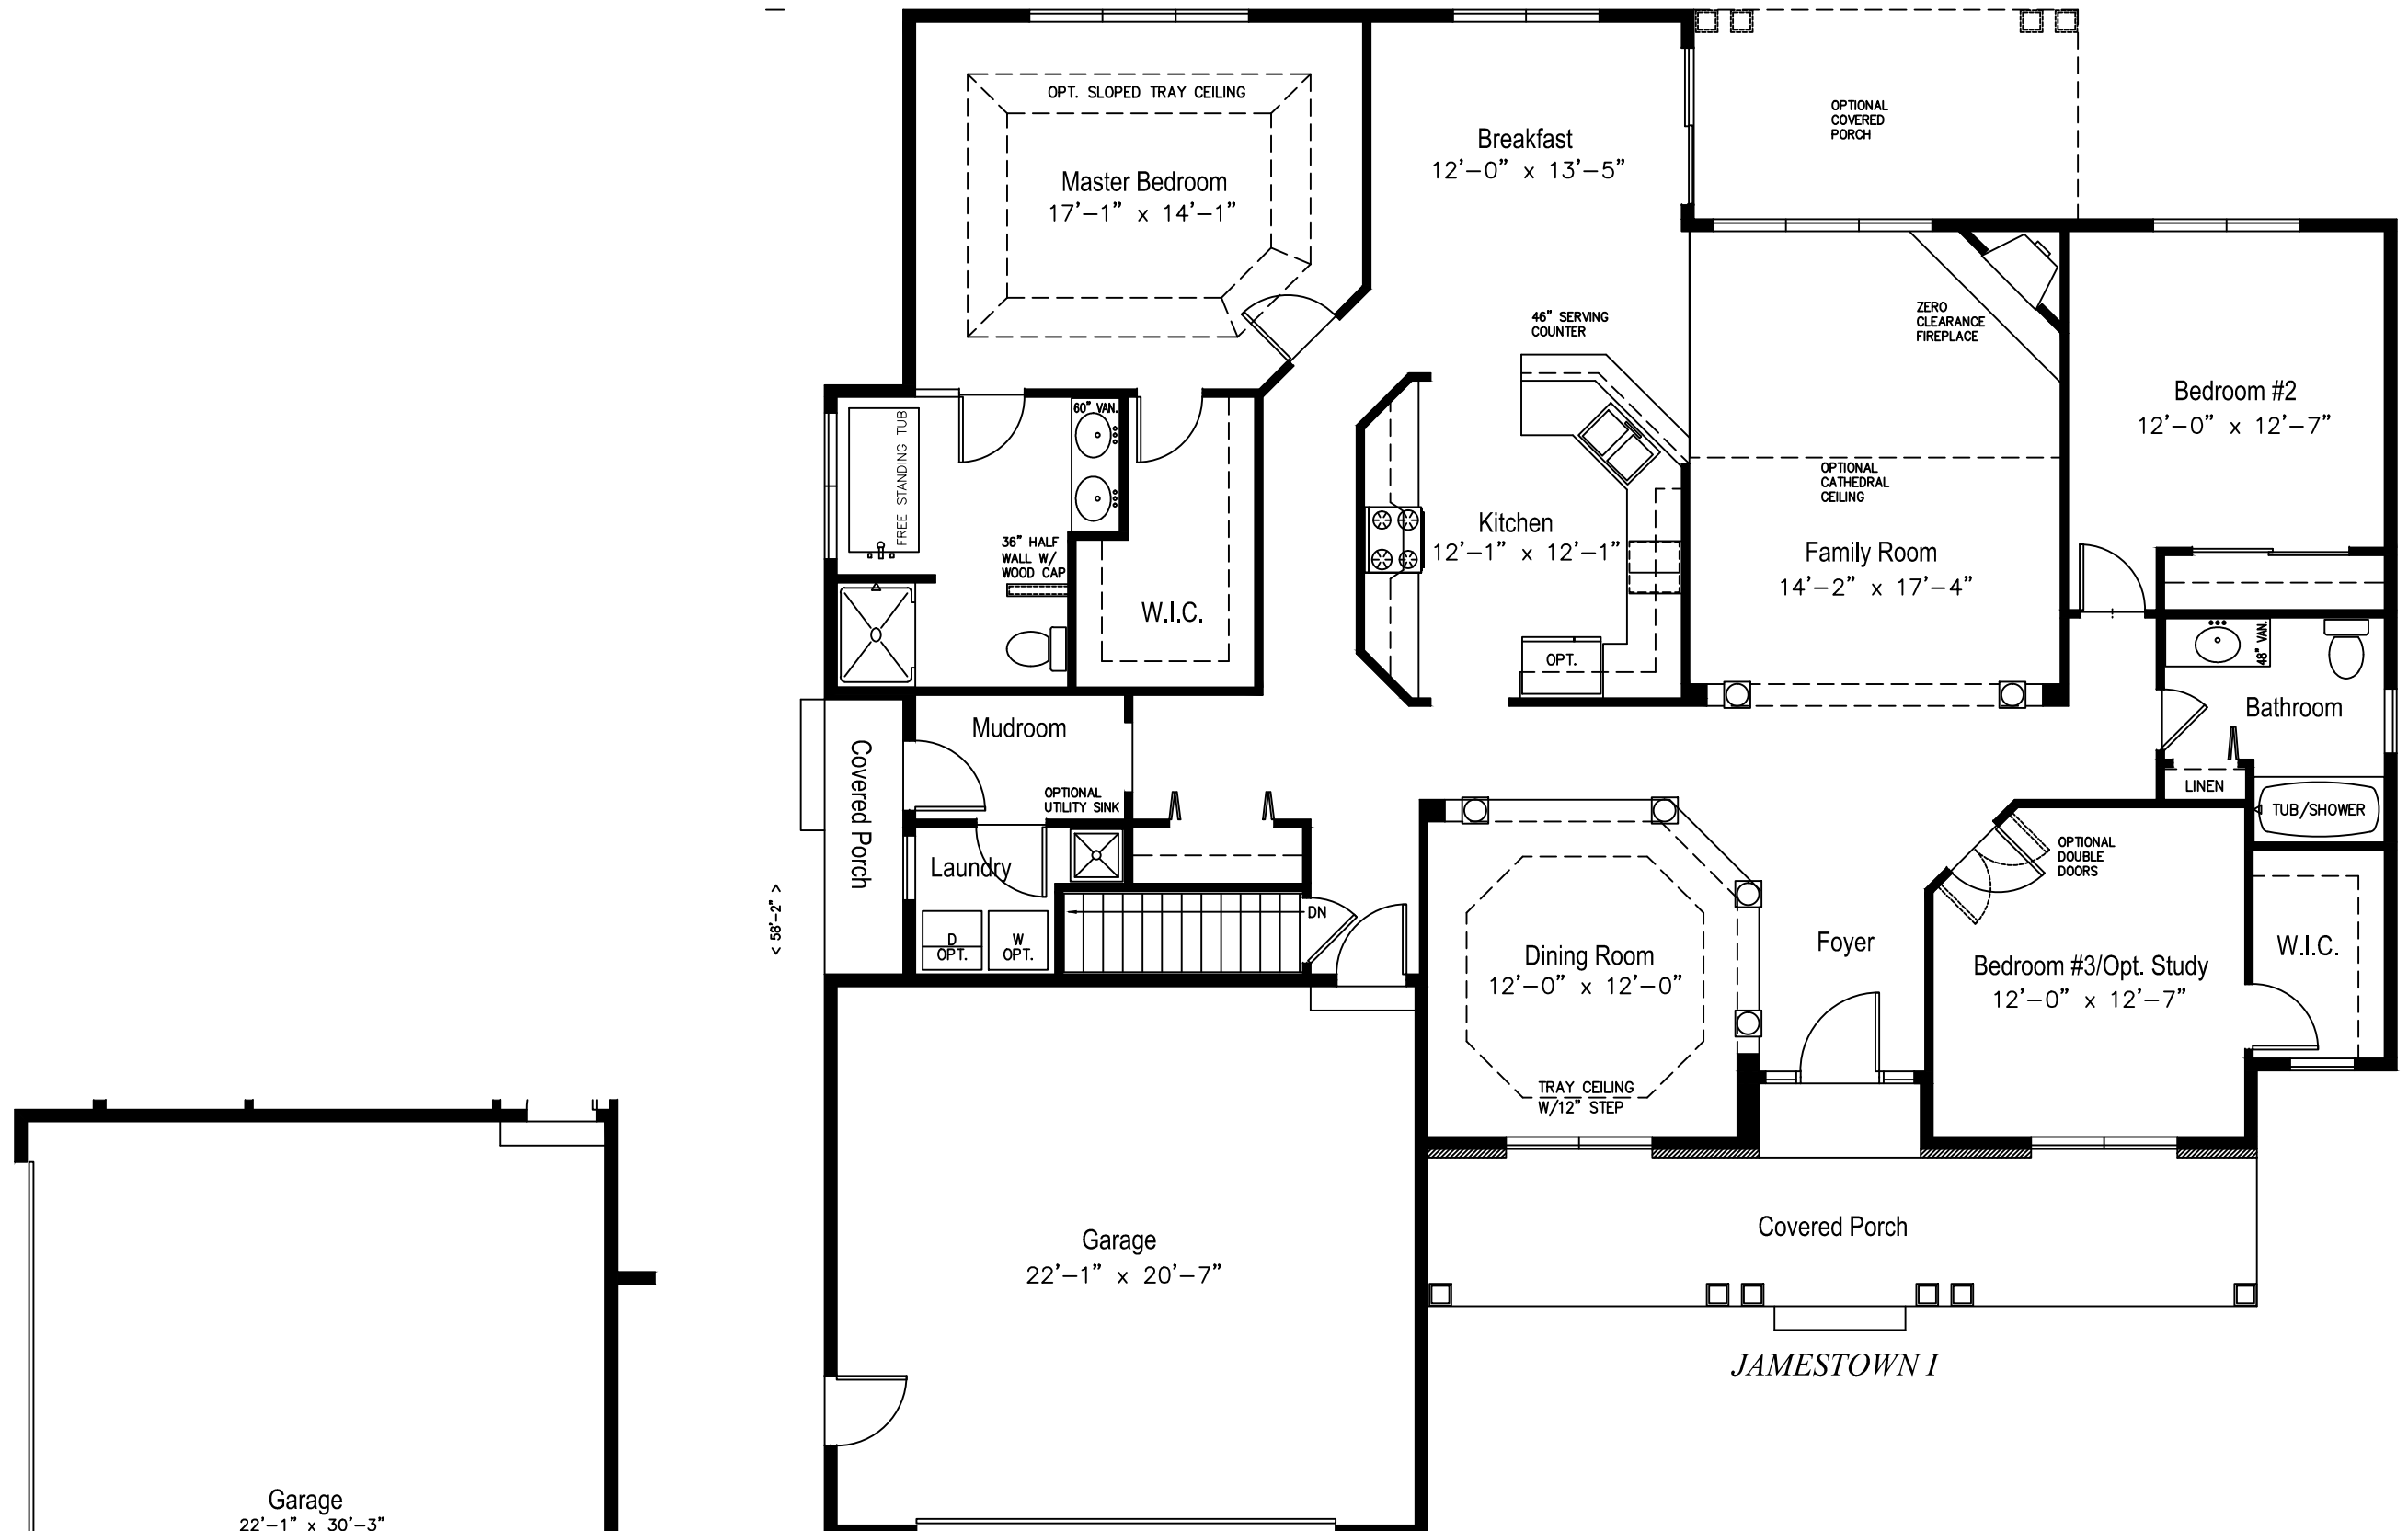 OPT. SLOPED TRAY CEILING
Master Bedroom
17'-1" x 14'-1"
Breakfast
12'-0" x 13'-5"
OPTIONAL
COVERED
PORCH
46" SERVING
COUNTER
ZERO
CLEARANCE
FIREPLACE
Bedroom #2
12'-0" x 12'-7"
FREE STANDING TUB
60" VAN.
36" HALF
WALL W/
WOOD CAP
W.I.C.
Kitchen
12'-1" x 12'-1"
OPT.
OPTIONAL
CATHEDRAL
CEILING
Family Room
14'-2" x 17'-4"
48" VAN.
Bathroom
LINEN
TUB/SHOWER
Mudroom
OPTIONAL
UTILITY SINK
Covered Porch
Laundry
D
OPT.
W
OPT.
DN
< 58'-2" >
Dining Room
12'-0" x 12'-0"
TRAY CEILING
W/12" STEP
Foyer
OPTIONAL
DOUBLE
DOORS
Bedroom #3/Opt. Study
12'-0" x 12'-7"
W.I.C.
Garage
22'-1" x 20'-7"
Covered Porch
JAMESTOWN I
Garage
22'-1" x 30'-3"